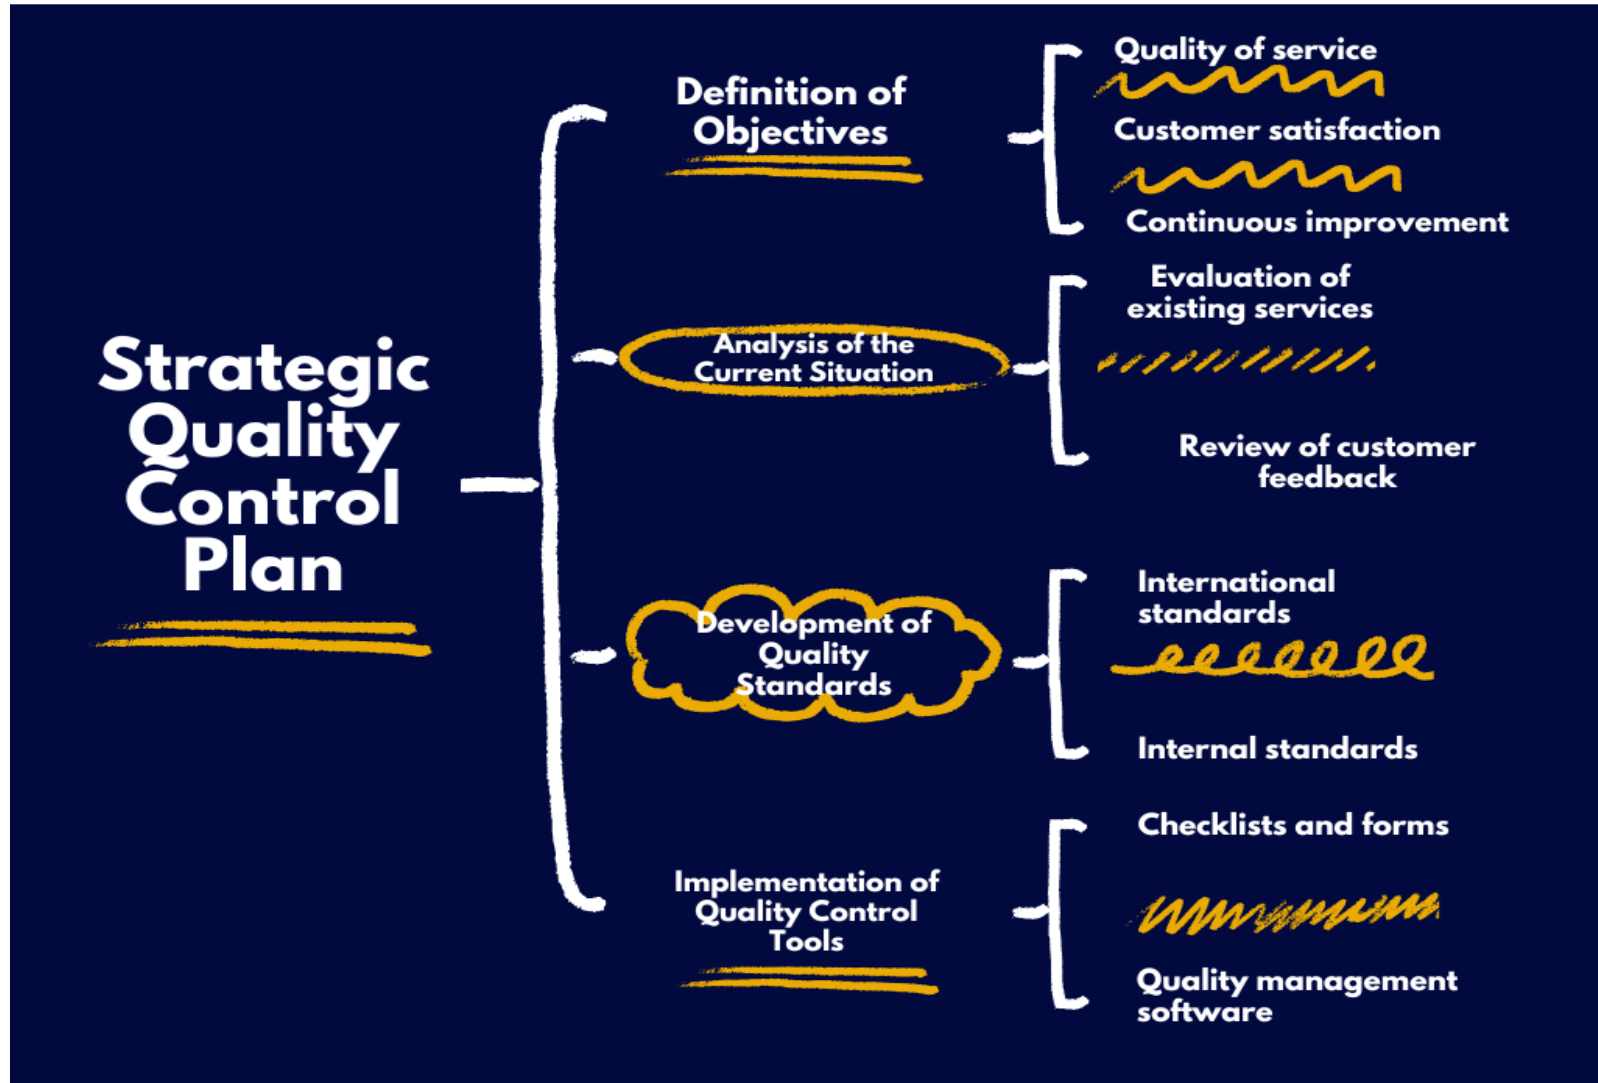 Strategic
Quality
Control
Plan
Definition of
Objectives
Quality of service
Customer satisfaction
Continuous improvement
Analysis of the
Current Situation
Evaluation of
existing services
Review of customer
feedback
Development of
Quality
Standards
International
standards
Internal standards
Implementation of
Quality Control
Tools
Checklists and forms
Quality management
software